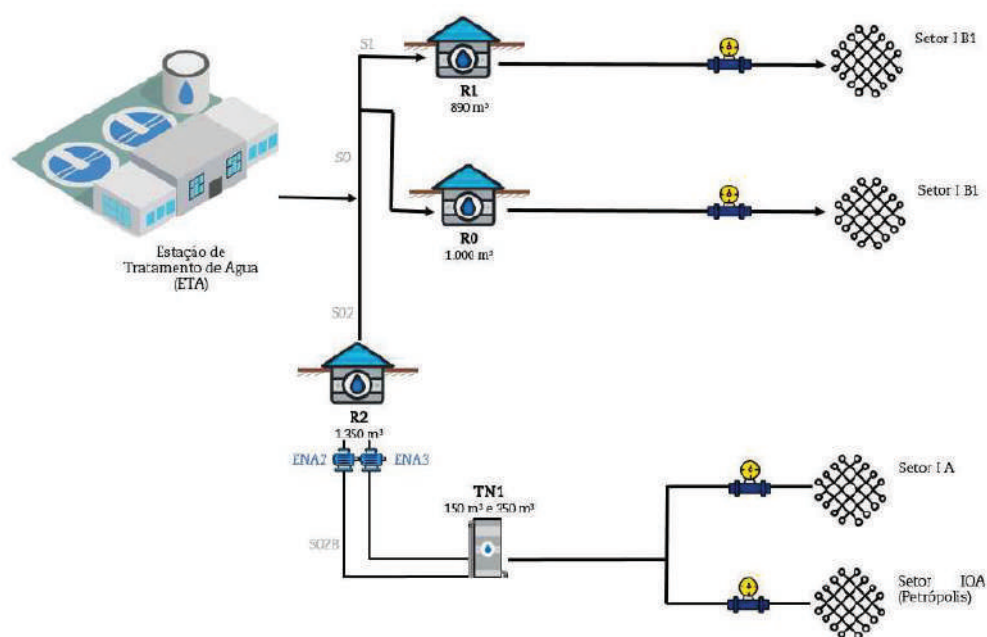 S1
R1
890 m³
Setor I B1
S0
R0
1.000 m³
Setor I B1
Estação de
Tratamento de Água
(ETA)
S02
R2
1.350 m³
ENA2
ENA3
TN1
150 m³ e 350 m³
S02B
Setor I A
Setor IOA
(Petrópolis)